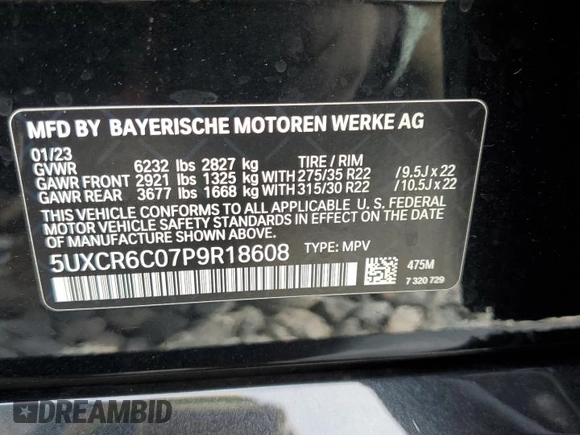 MFD BY BAYERISCHE MOTOREN WERKE AG
01/23
GVWR 6232 lbs 2827 kg TIRE / RIM
GAWR FRONT 2921 lbs 1325 kg WITH 275/35 R22 / 9.5J x 22
GAWR REAR 3677 lbs 1668 kg WITH 315/30 R22 / 10.5J x 22
THIS VEHICLE CONFORMS TO ALL APPLICABLE U. S. FEDERAL
MOTOR VEHICLE SAFETY STANDARDS IN EFFECT ON THE DATE OF
MANUFACTURE SHOWN ABOVE.
5UXCR6C07P9R18608 TYPE: MPV
475M
7 320 729
DREAMBID